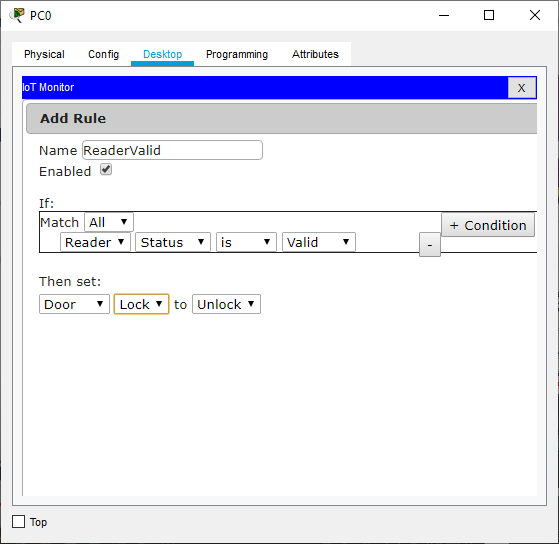 PC0
Physical Config Desktop Programming Attributes
IoT Monitor X
Add Rule
Name ReaderValid
Enabled
If:
Match All + Condition
Reader Status is Valid -
Then set:
Door Lock to Unlock
Top